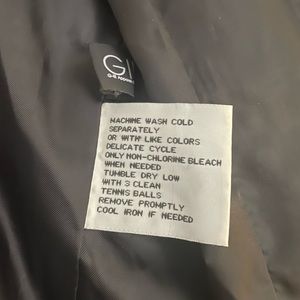 MACHINE WASH COLD
SEPARATELY
OR WITH LIKE COLORS
DELICATE CYCLE
ONLY NON-CHLORINE BLEACH
WHEN NEEDED
TUMBLE DRY LOW
WITH 3 CLEAN
TENNIS BALLS
REMOVE PROMPTLY
COOL IRON IF NEEDED